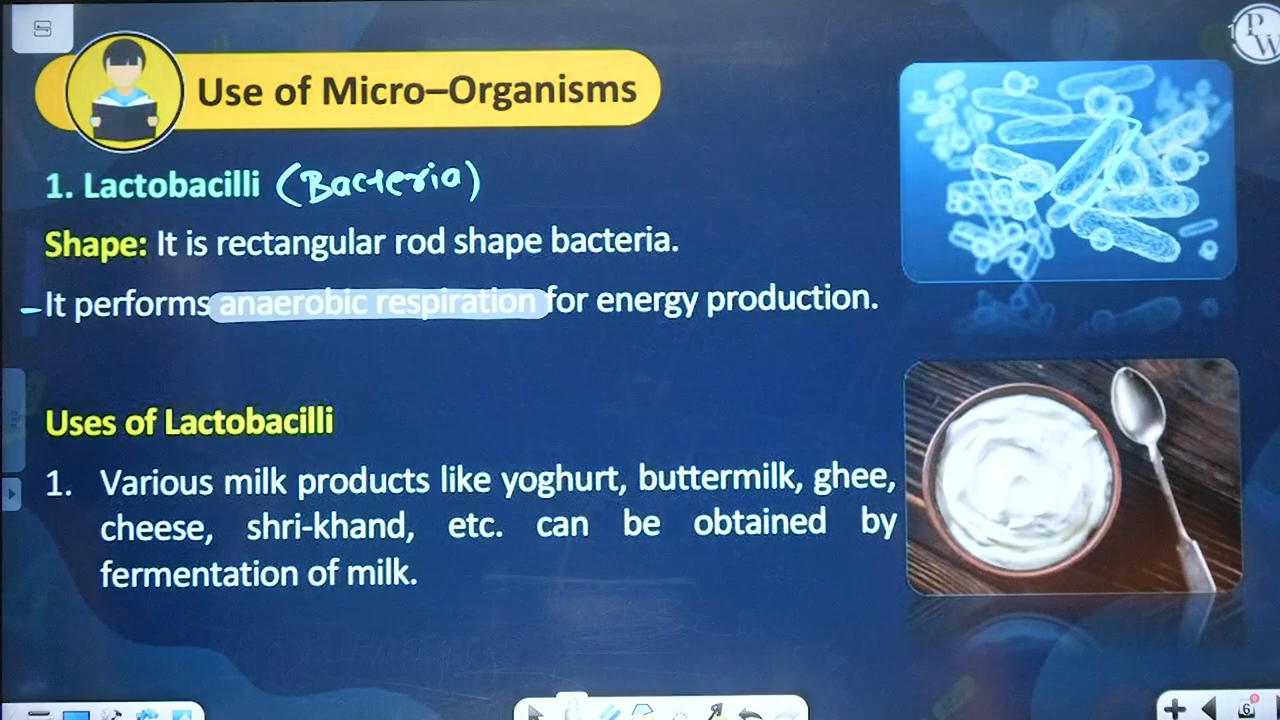 PW
Use of Micro–Organisms
1. Lactobacilli (Bacteria)
Shape: It is rectangular rod shape bacteria.
It performs anaerobic respiration for energy production.
Uses of Lactobacilli
1. Various milk products like yoghurt, buttermilk, ghee,
cheese, shri-khand, etc. can be obtained by
fermentation of milk.
6